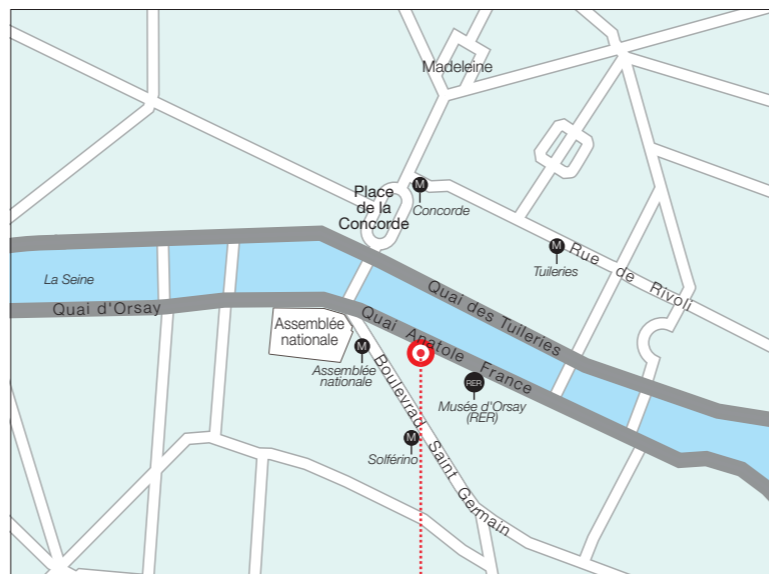 Madeleine
M
Place
de la
Concorde
Concorde
M
Tuileries
Rue de Rivoli
La Seine
Quai d'Orsay
Quai des Tuileries
Assemblée
nationale
Quai Anatole France
M
Assemblée
nationale
RER
Musée d'Orsay
(RER)
Boulevrad Saint Germain
M
Solférino